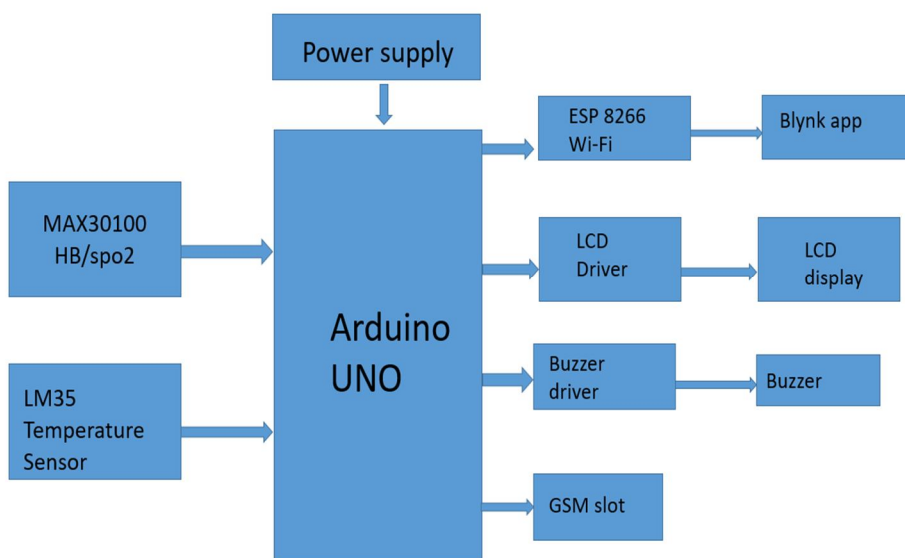 Power supply
ESP 8266
Wi-Fi
Blynk app
MAX30100
HB/spo2
LCD
Driver
LCD
display
Arduino
UNO
LM35
Temperature
Sensor
Buzzer
driver
Buzzer
GSM slot